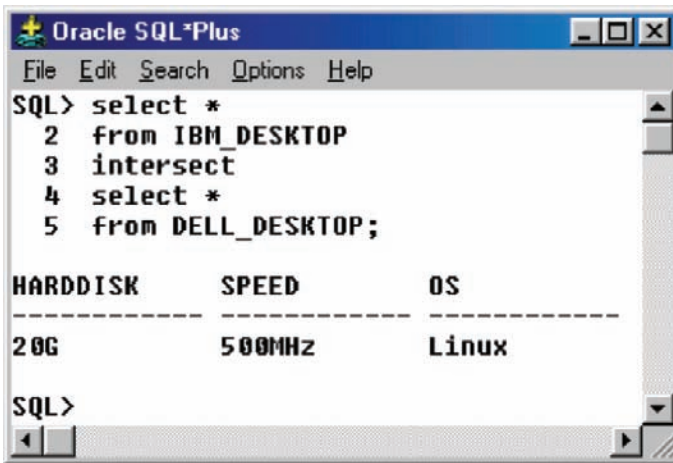 Oracle SQL*Plus
File Edit Search Options Help
SQL> select *
2 from IBM_DESKTOP
3 intersect
4 select *
5 from DELL_DESKTOP;
HARDDISK SPEED OS
------------- ------------- -------------
20G 500MHz Linux
SQL>